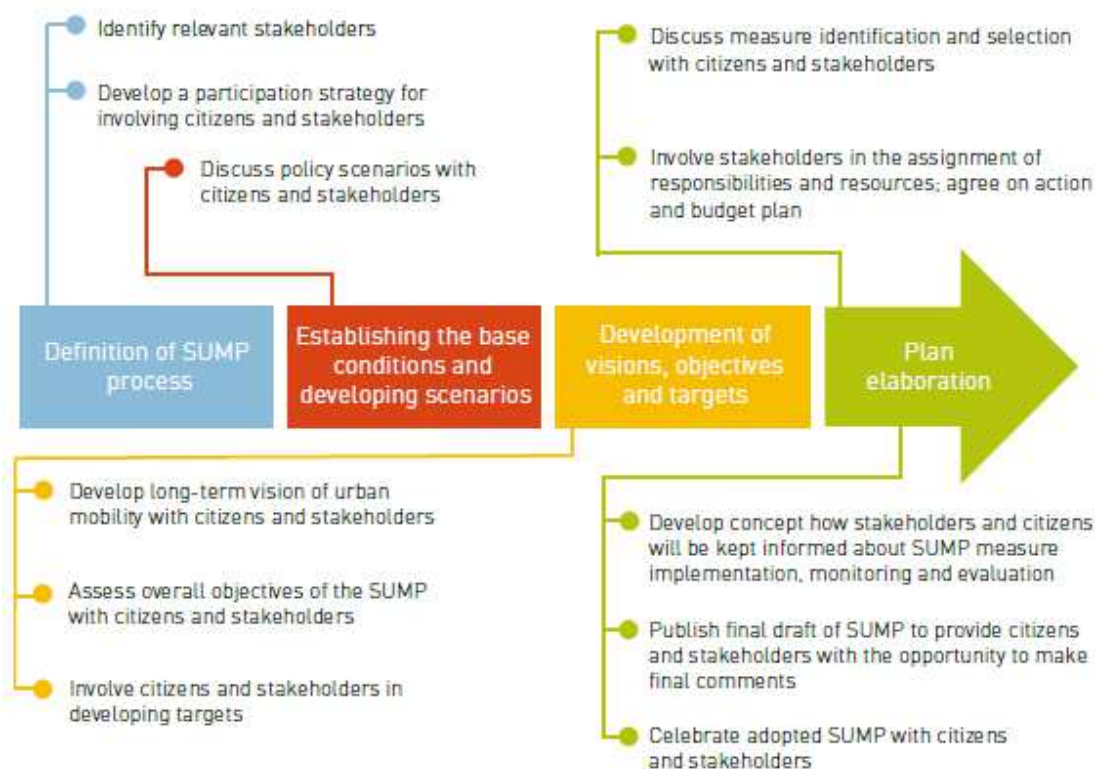 Identify relevant stakeholders
Develop a participation strategy for
involving citizens and stakeholders
Discuss policy scenarios with
citizens and stakeholders
Discuss measure identification and selection
with citizens and stakeholders
Involve stakeholders in the assignment of
responsibilities and resources; agree on action
and budget plan
Definition of SUMP
process
Establishing the base
conditions and
developing scenarios
Development of
visions, objectives
and targets
Plan
elaboration
Develop long-term vision of urban
mobility with citizens and stakeholders
Assess overall objectives of the SUMP
with citizens and stakeholders
Involve citizens and stakeholders in
developing targets
Develop concept how stakeholders and citizens
will be kept informed about SUMP measure
implementation, monitoring and evaluation
Publish final draft of SUMP to provide citizens
and stakeholders with the opportunity to make
final comments
Celebrate adopted SUMP with citizens
and stakeholders